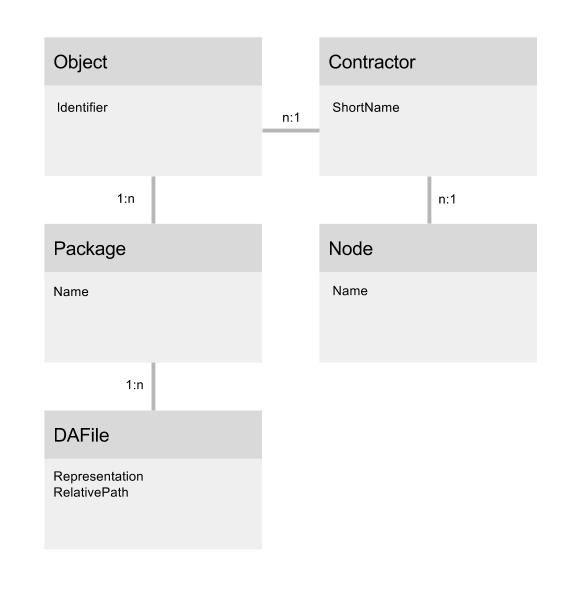 Object
Identifier
n:1
Contractor
ShortName
1:n
n:1
Package
Name
Node
Name
1:n
DAFile
Representation
RelativePath